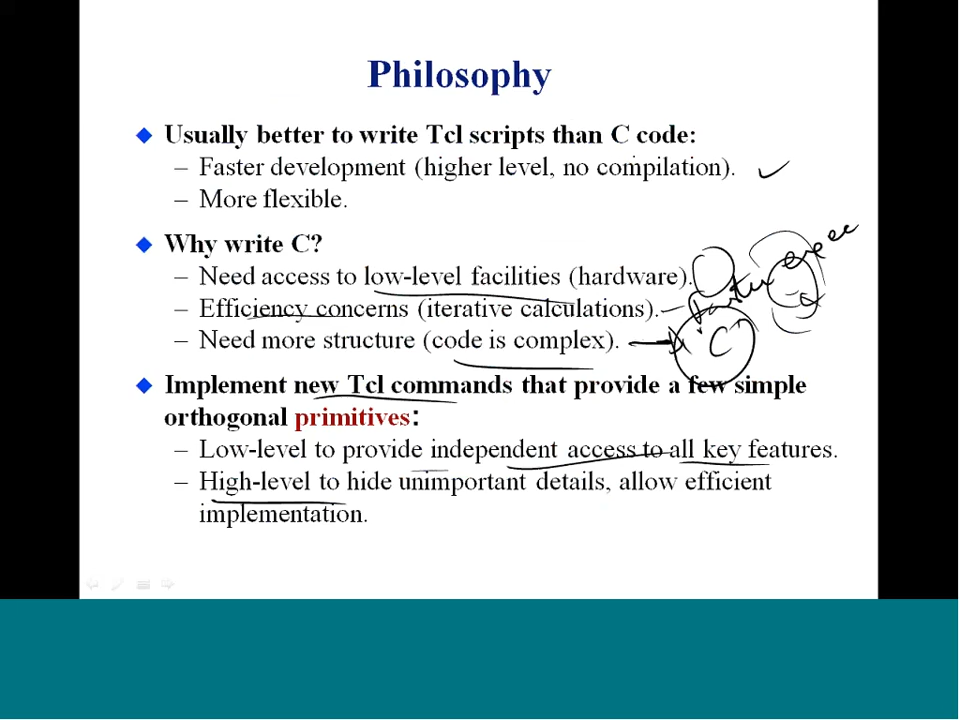 Philosophy
Usually better to write Tcl scripts than C code:
– Faster development (higher level, no compilation).
– More flexible.
Why write C?
– Need access to low-level facilities (hardware).
– Efficiency concerns (iterative calculations).
faster exec
– Need more structure (code is complex).
C
Implement new Tcl commands that provide a few simple
orthogonal primitives:
– Low-level to provide independent access to all key features.
– High-level to hide unimportant details, allow efficient
implementation.